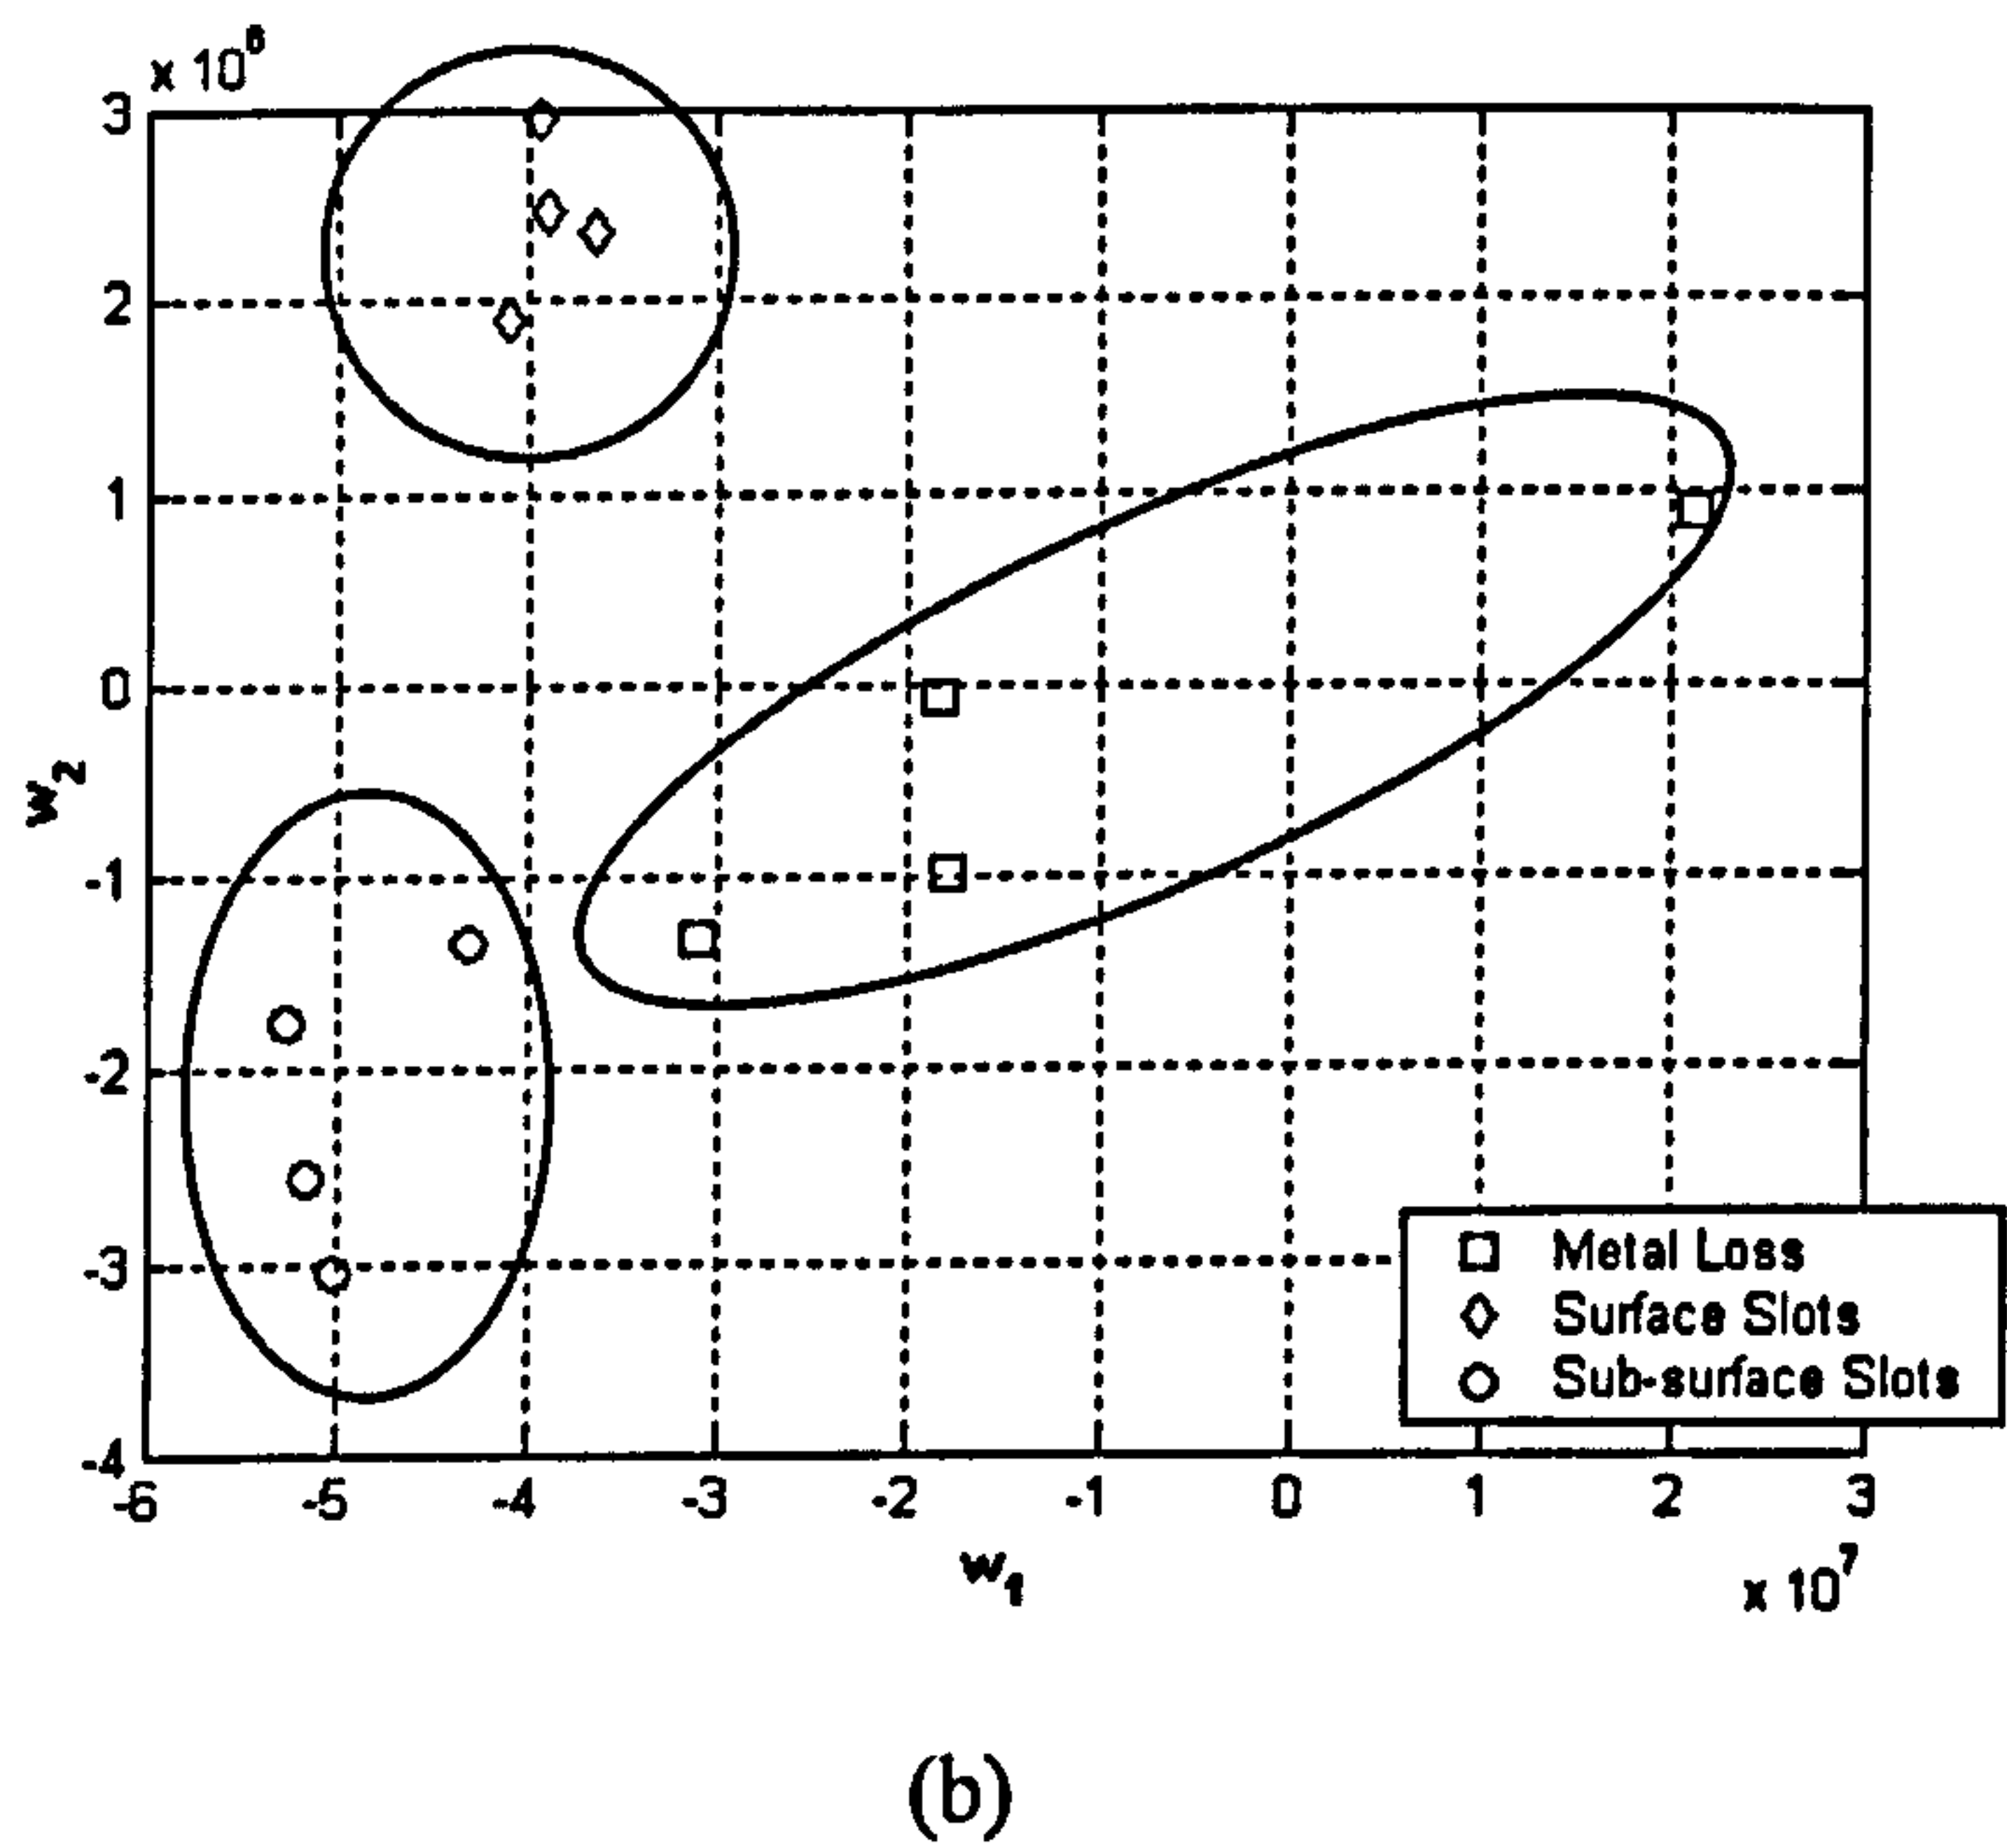 x 10⁶
3
2
1
0
-1
-2
-3
-4
w₂
-6 -5 -4 -3 -2 -1 0 1 2 3
w₁
x 10⁷
Metal Loss
Surface Slots
Sub-surface Slots
(b)